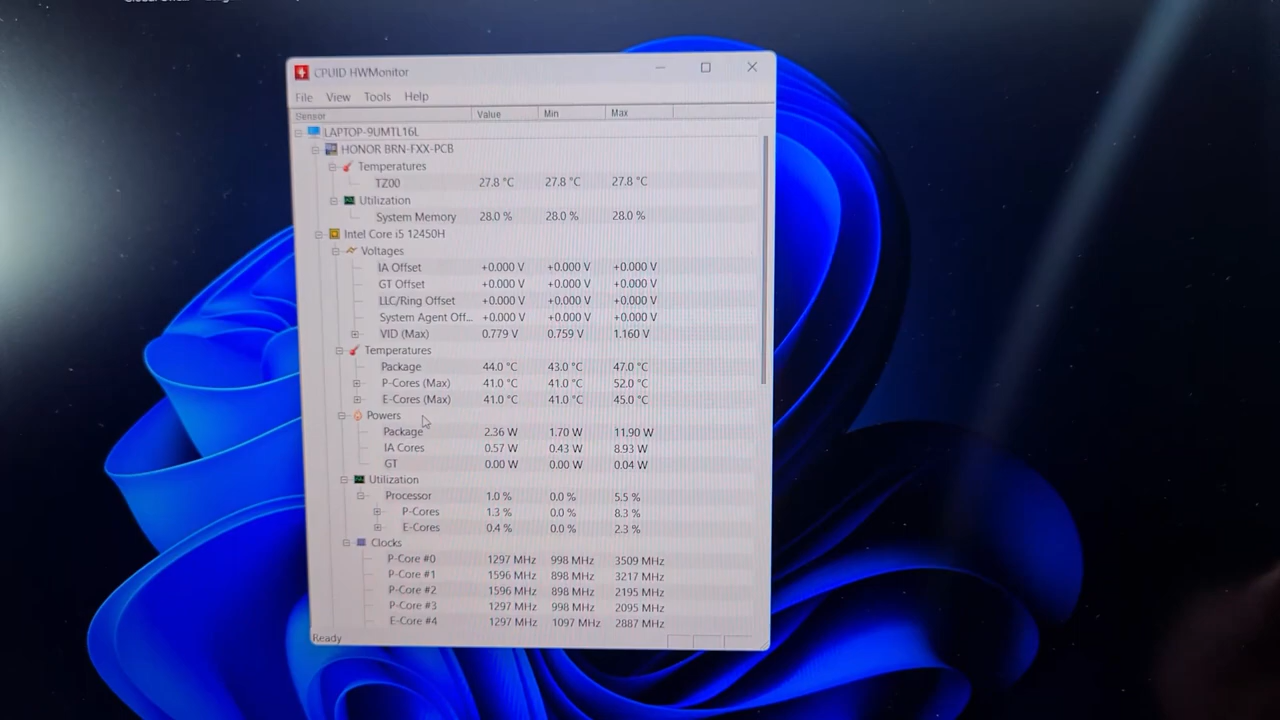 CPUID HWMonitor
File View Tools Help
Sensor Value Min Max
LAPTOP-9UMTL16L
HONOR BRN-FXX-PCB
Temperatures
TZ00 27.8 °C 27.8 °C 27.8 °C
Utilization
System Memory 28.0 % 28.0 % 28.0 %
Intel Core i5 12450H
Voltages
IA Offset +0.000 V +0.000 V +0.000 V
GT Offset +0.000 V +0.000 V +0.000 V
LLC/Ring Offset +0.000 V +0.000 V +0.000 V
System Agent Off... +0.000 V +0.000 V +0.000 V
VID (Max) 0.779 V 0.759 V 1.160 V
Temperatures
Package 44.0 °C 43.0 °C 47.0 °C
P-Cores (Max) 41.0 °C 41.0 °C 52.0 °C
E-Cores (Max) 41.0 °C 41.0 °C 45.0 °C
Powers
Package 2.36 W 1.70 W 11.90 W
IA Cores 0.57 W 0.43 W 8.93 W
GT 0.00 W 0.00 W 0.04 W
Utilization
Processor 1.0 % 0.0 % 5.5 %
P-Cores 1.3 % 0.0 % 8.3 %
E-Cores 0.4 % 0.0 % 2.3 %
Clocks
P-Core #0 1297 MHz 998 MHz 3509 MHz
P-Core #1 1596 MHz 898 MHz 3217 MHz
P-Core #2 1596 MHz 898 MHz 2195 MHz
P-Core #3 1297 MHz 998 MHz 2095 MHz
E-Core #4 1297 MHz 1097 MHz 2887 MHz
Ready